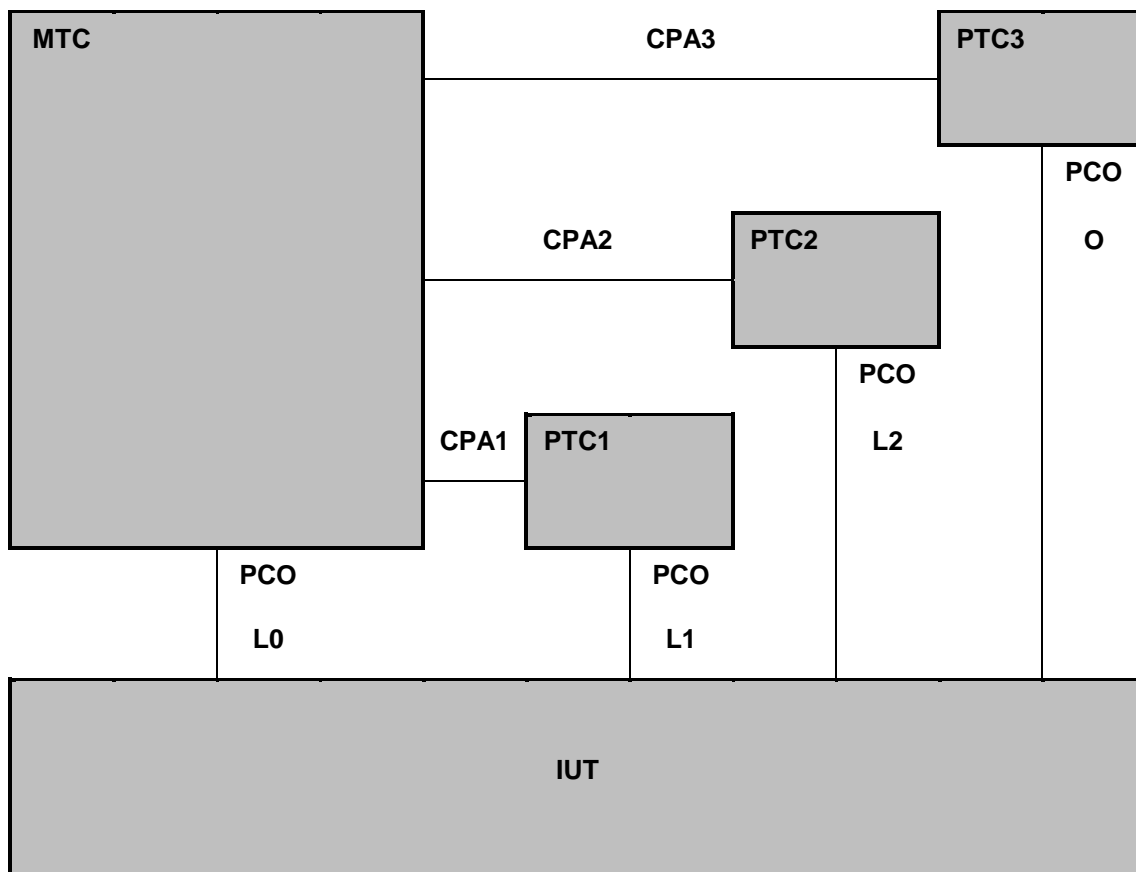 MTC
CPA3
PTC3
PCO
O
CPA2
PTC2
PCO
L2
CPA1
PTC1
PCO
L0
PCO
L1
IUT